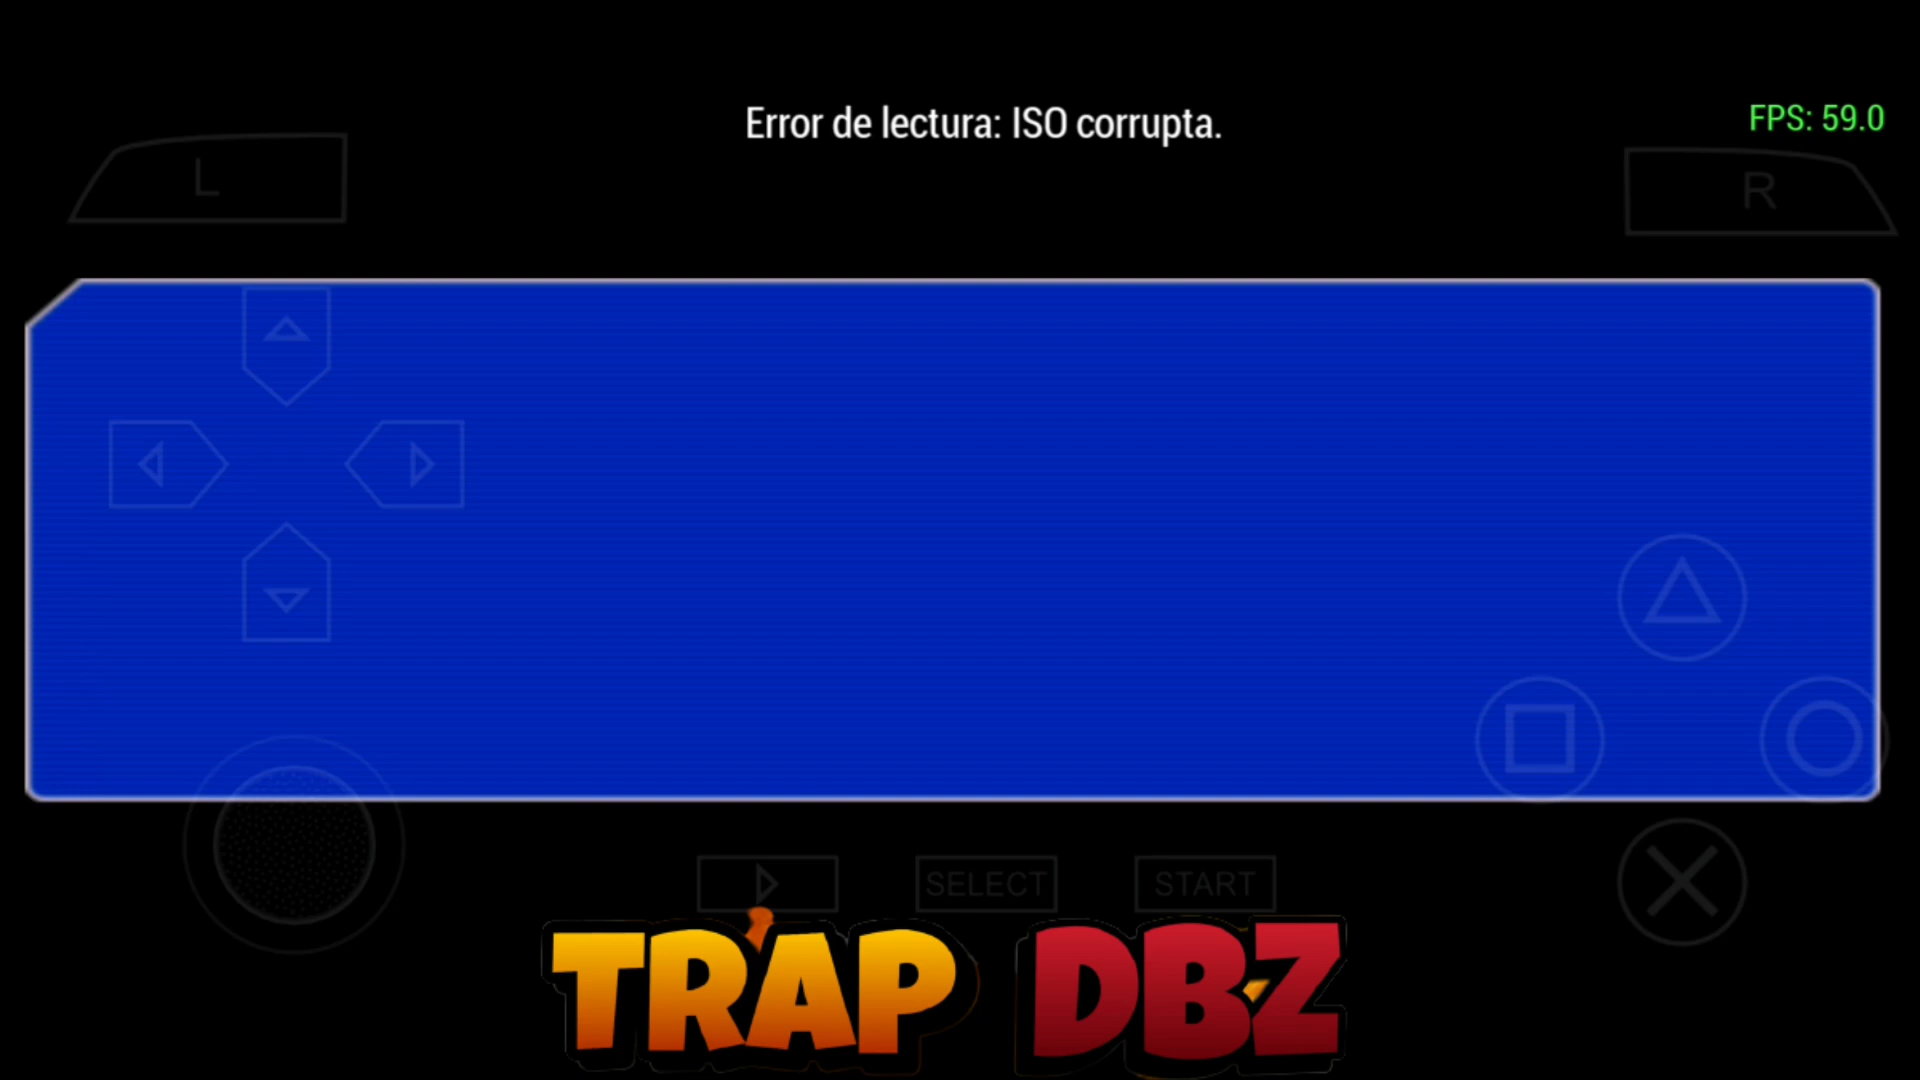 Error de lectura: ISO corrupta.
FPS: 59.0
L
R
SELECT
START
TRAP DBZ